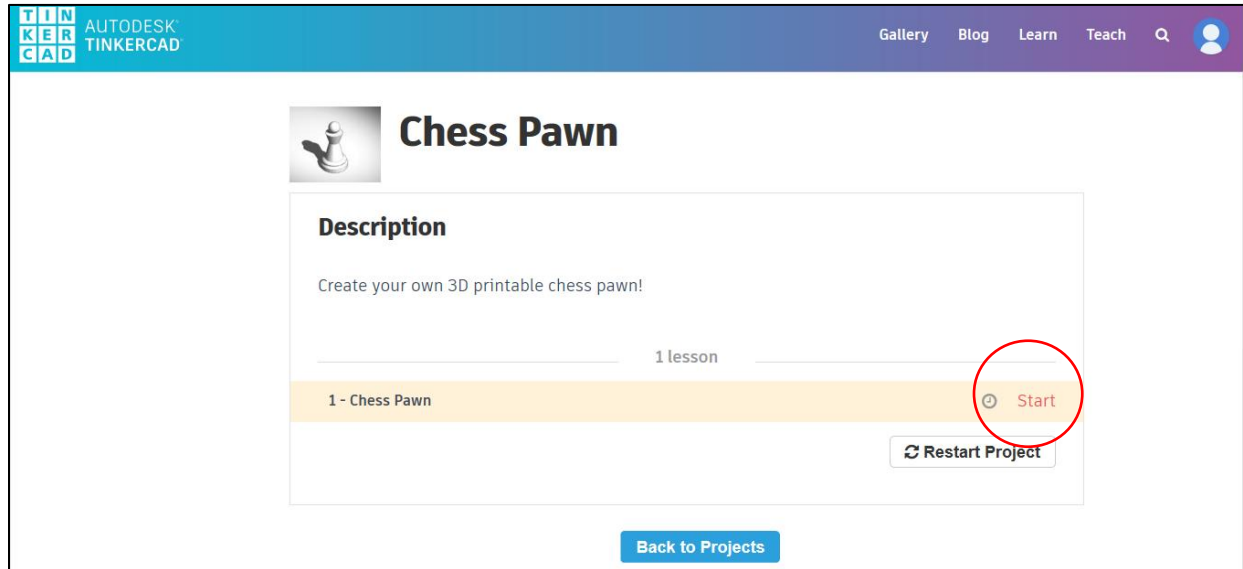 TIN
KER
CAD
AUTODESK®
TINKERCAD®
Gallery Blog Learn Teach
Chess Pawn
Description
Create your own 3D printable chess pawn!
1 lesson
1 - Chess Pawn Start
Restart Project
Back to Projects